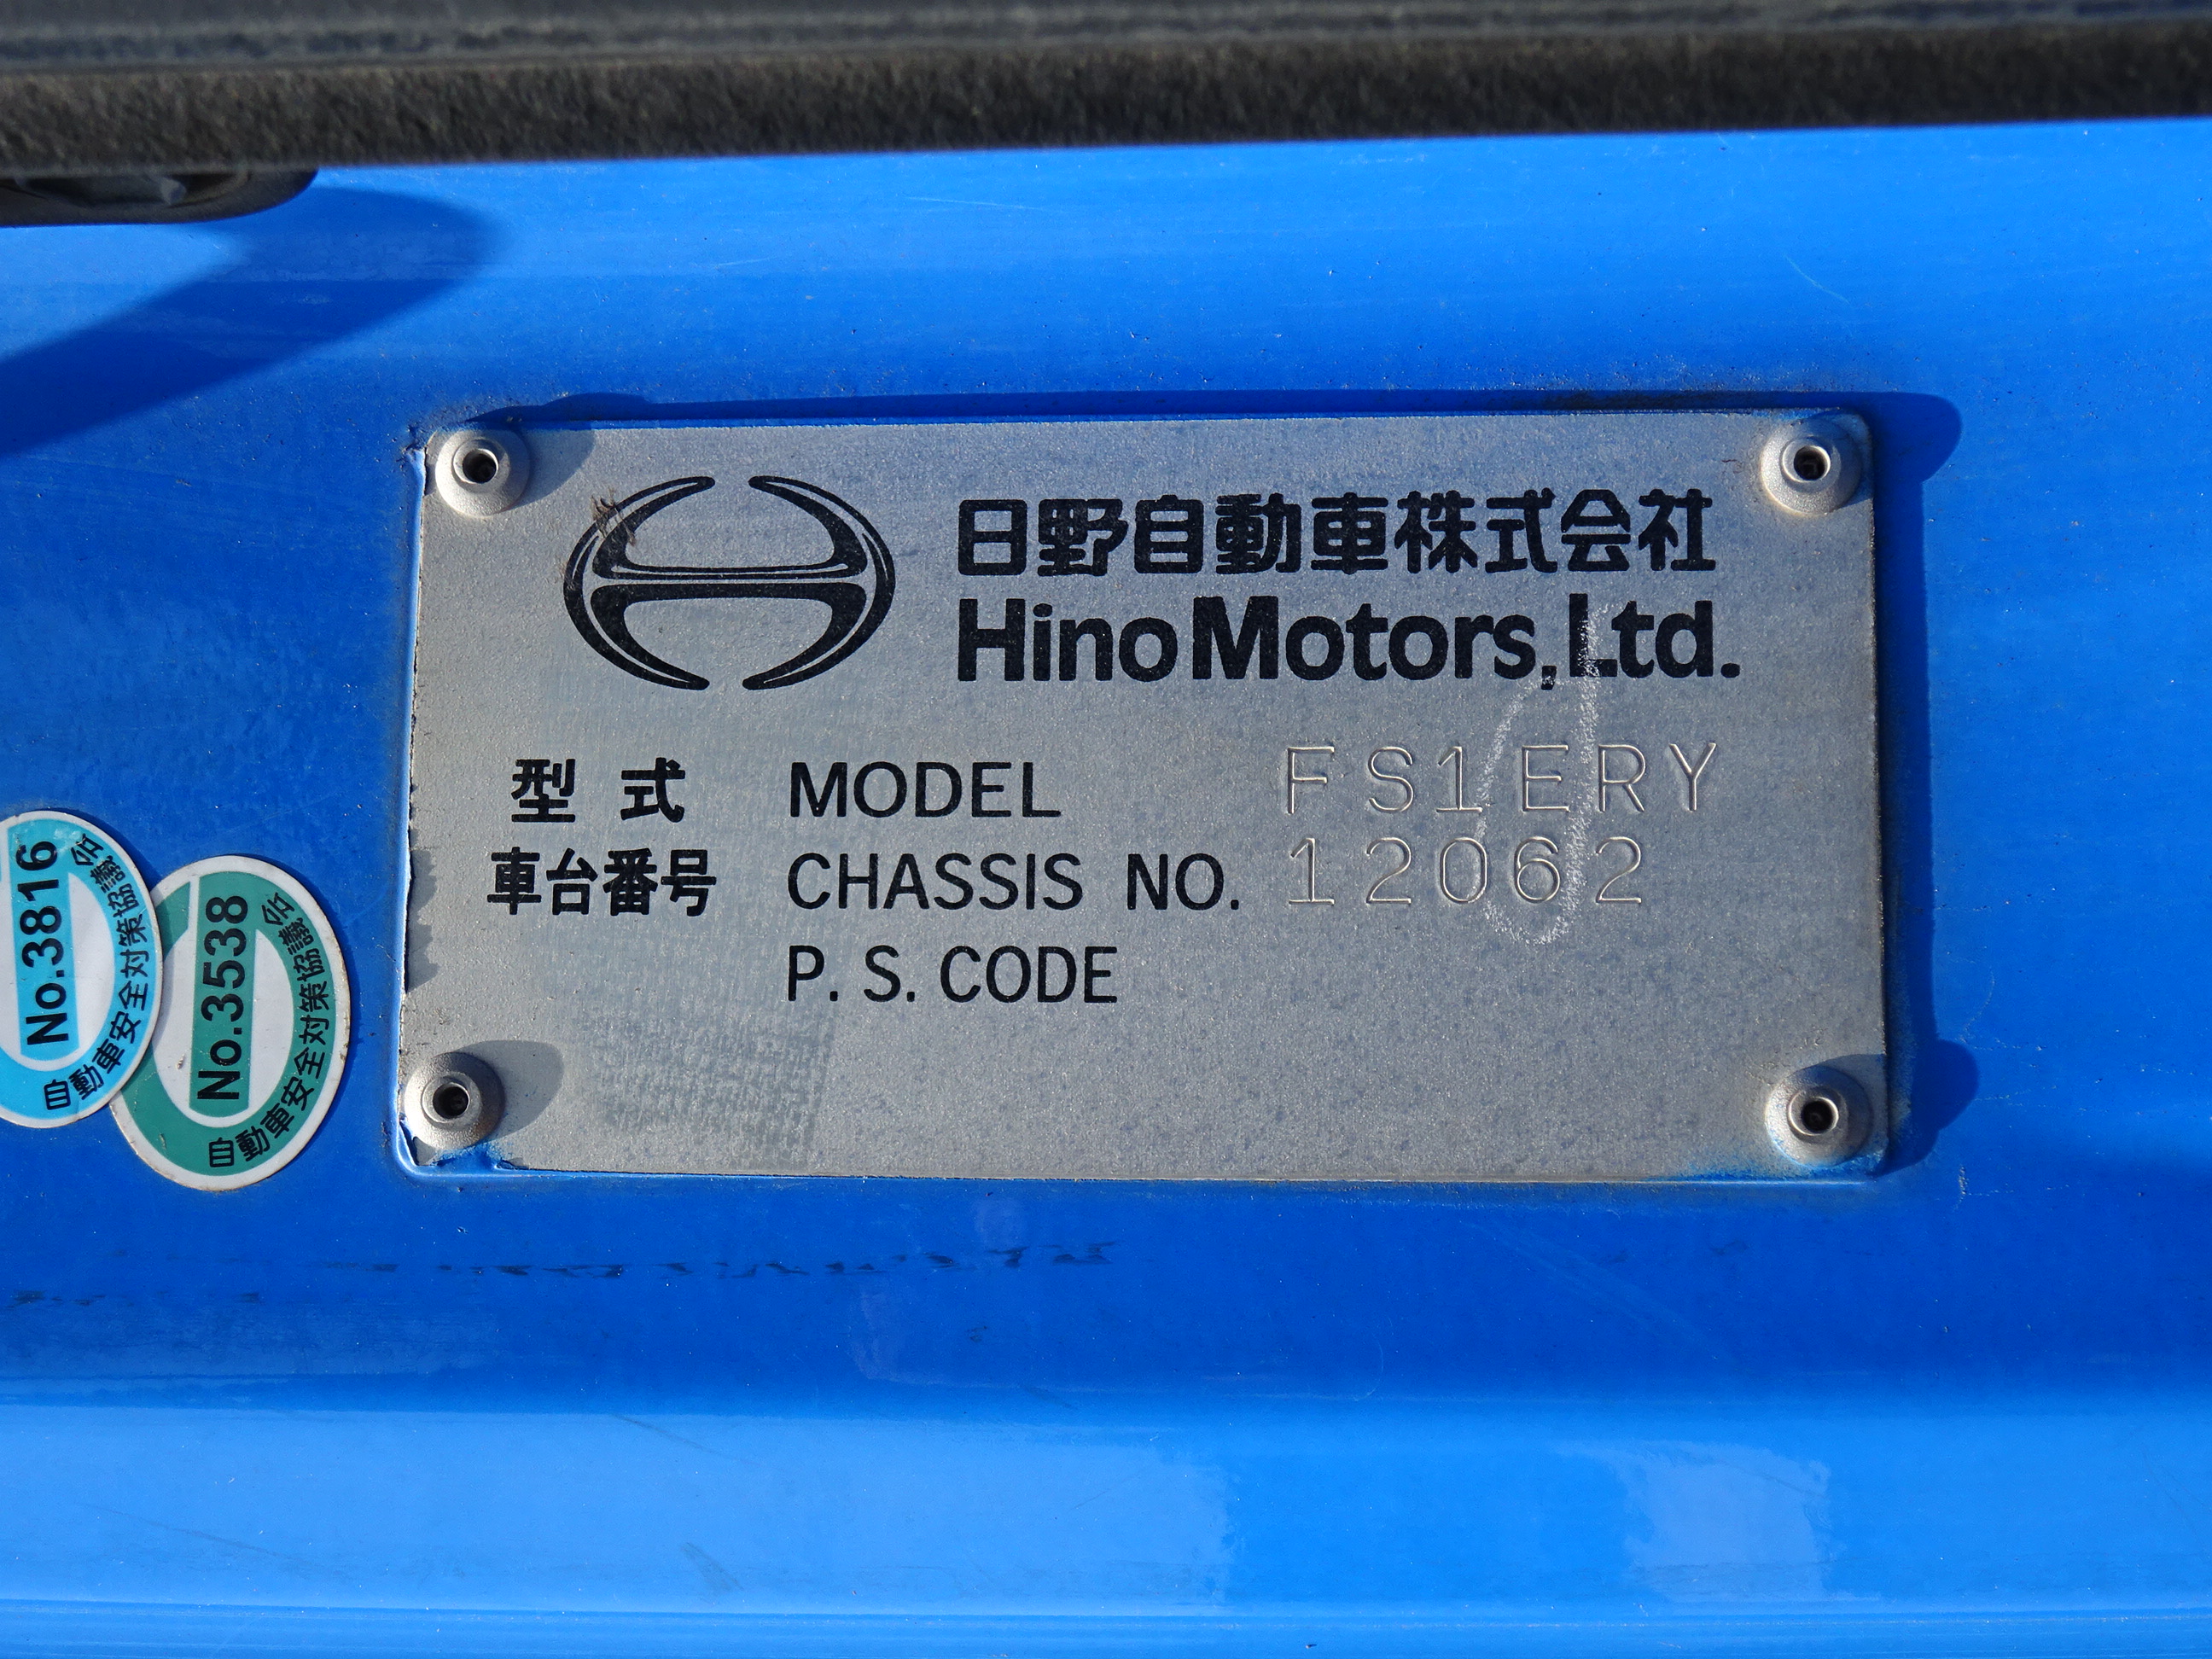 日野自動車株式会社
Hino Motors, Ltd.
型式 MODEL FS1ERY
車台番号 CHASSIS NO. 12062
P. S. CODE
No.3816
自動車安全対策協議会
No.3538
自動車安全対策協議会